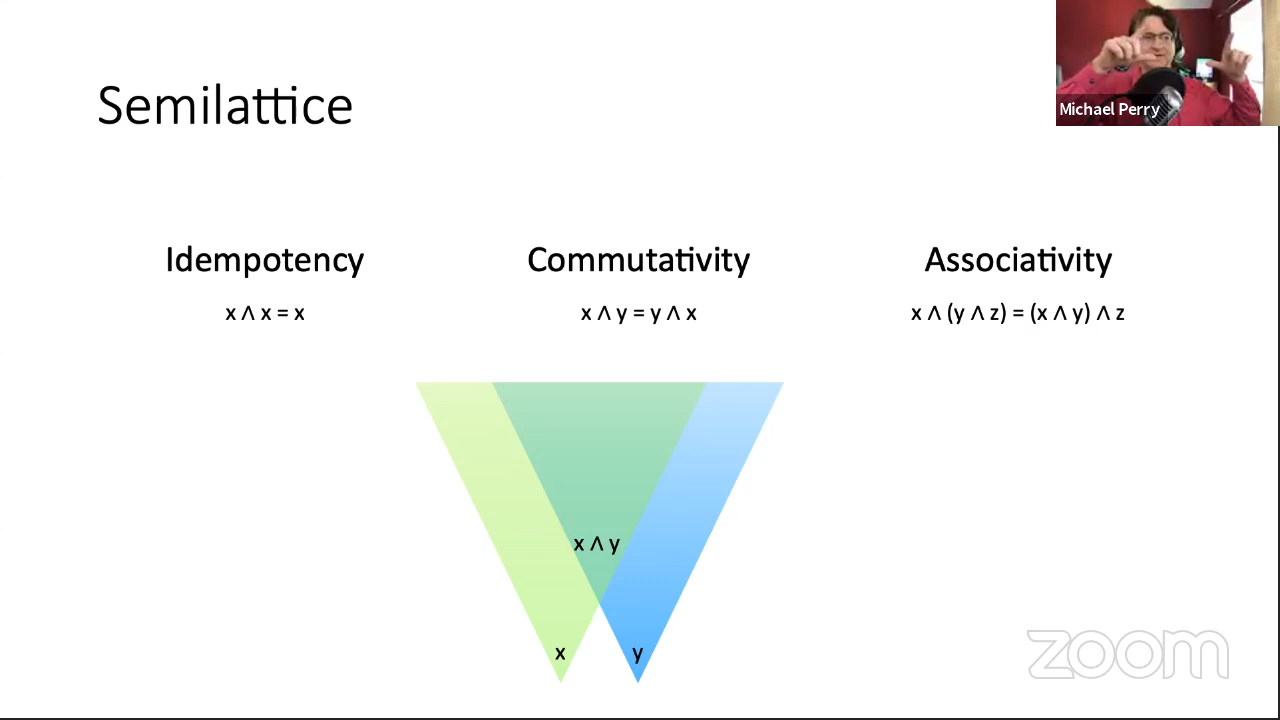 Michael Perry
Semilattice
Idempotency
x ∧ x = x
Commutativity
x ∧ y = y ∧ x
Associativity
x ∧ (y ∧ z) = (x ∧ y) ∧ z
x ∧ y
x
y
zoom